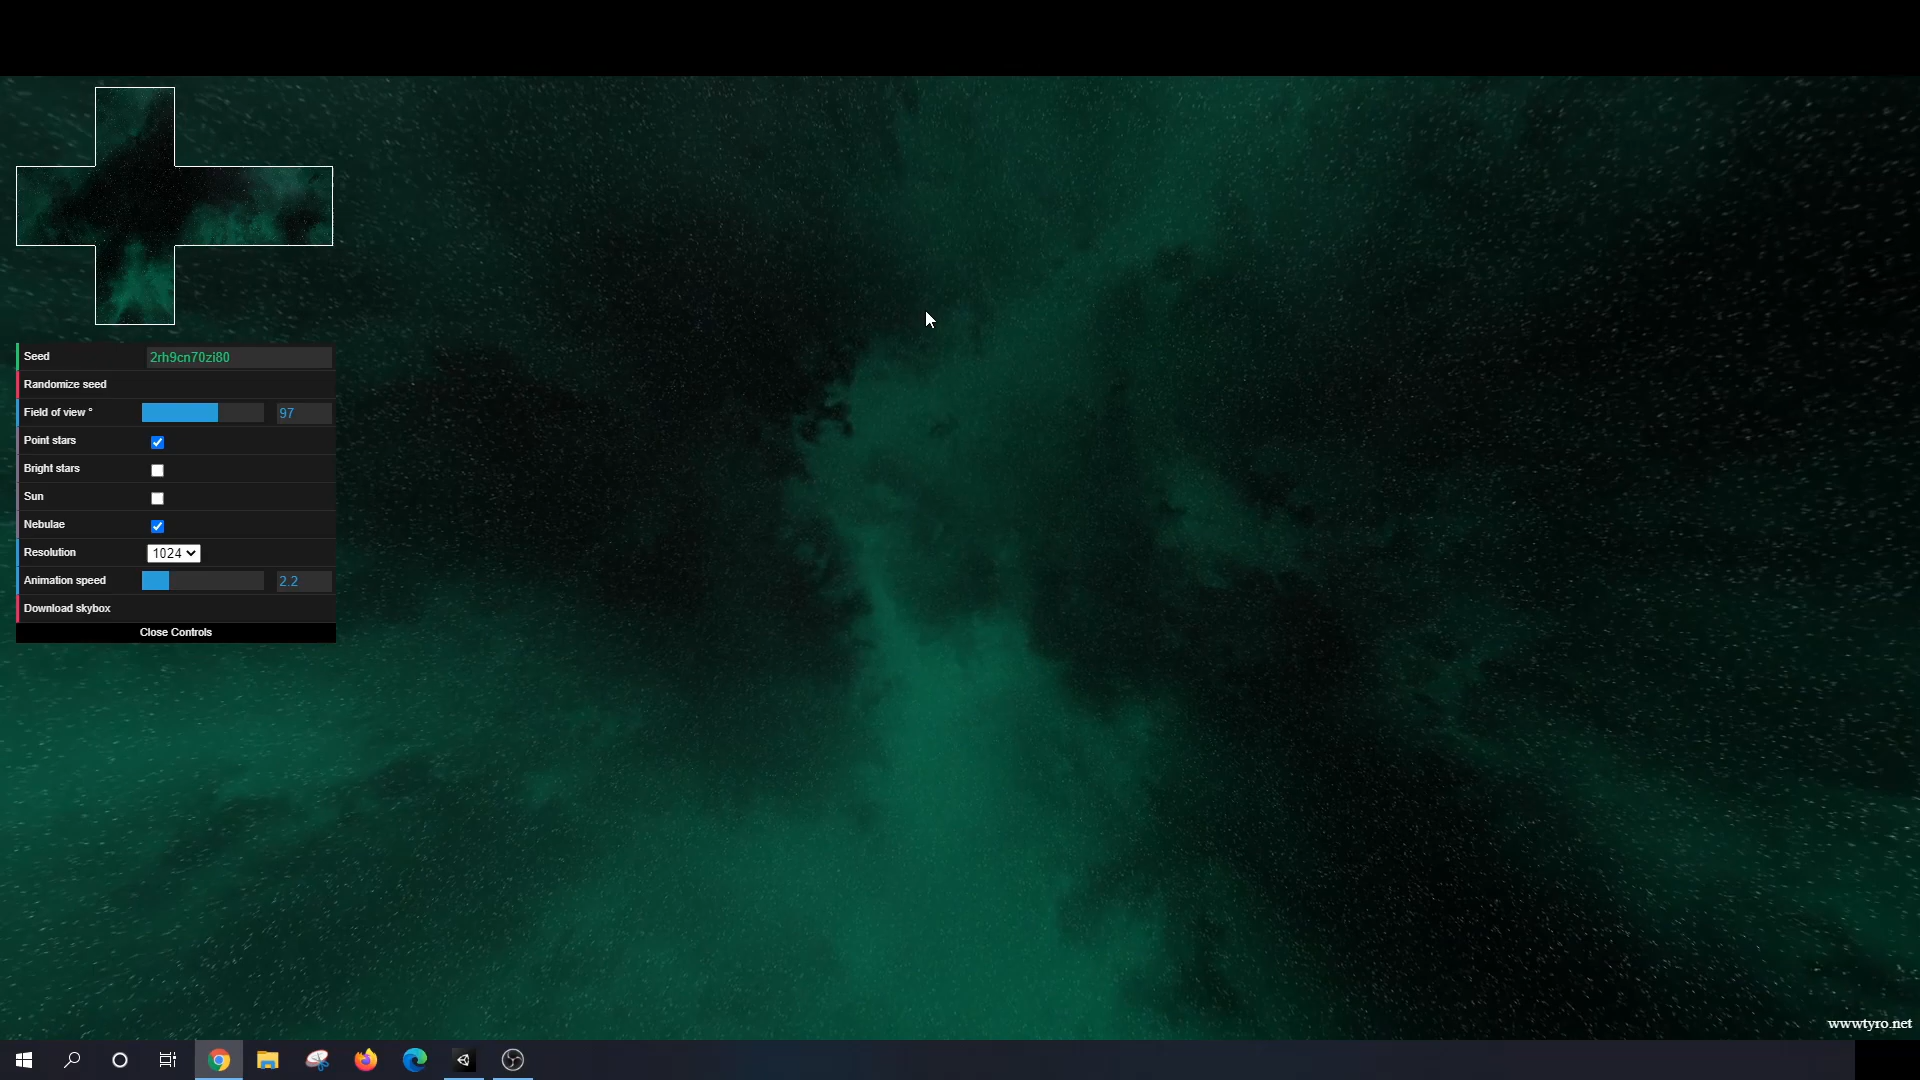 Seed 2rh9cn70zi80
Randomize seed
Field of view ° 97
Point stars
Bright stars
Sun
Nebulae
Resolution 1024
Animation speed 2.2
Download skybox
Close Controls
wwwtyro.net